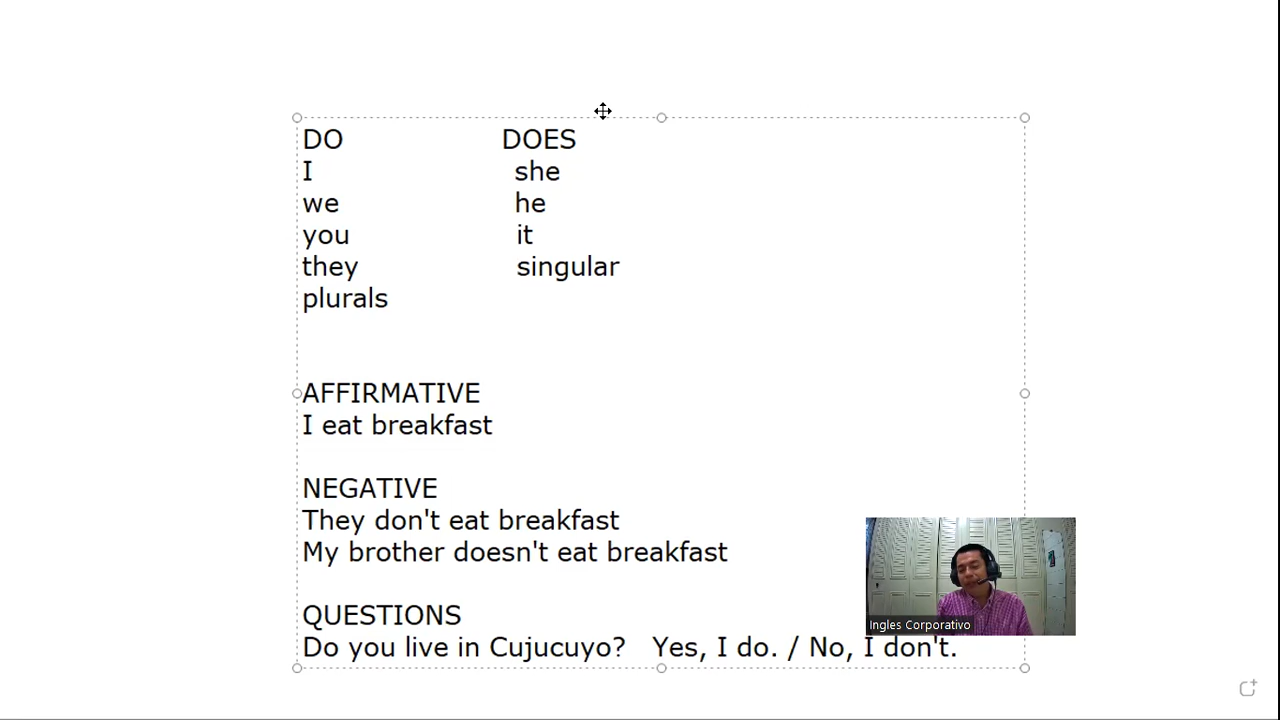 DO DOES
I she
we he
you it
they singular
plurals
AFFIRMATIVE
I eat breakfast
NEGATIVE
They don't eat breakfast
My brother doesn't eat breakfast
QUESTIONS
Do you live in Cujucuyo? Yes, I do. / No, I don't.
Ingles Corporativo